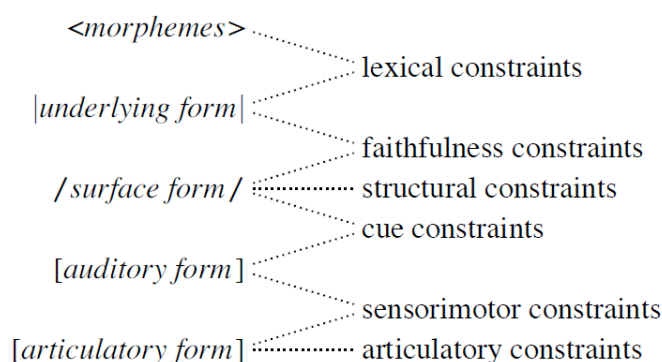 <morphemes>
lexical constraints
|underlying form|
faithfulness constraints
/surface form/
structural constraints
cue constraints
[auditory form]
sensorimotor constraints
[articulatory form]
articulatory constraints